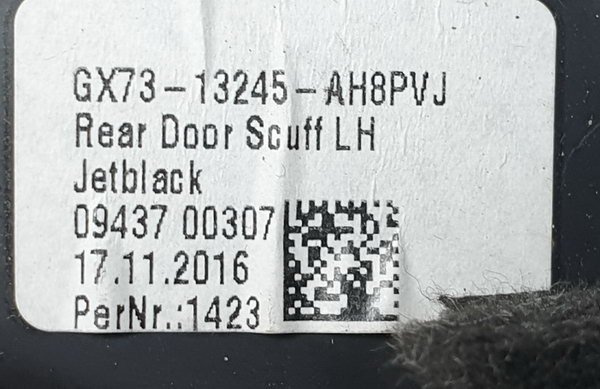 GX73-13245-AH8PVJ
Rear Door Scuff LH
Jetblack
09437 00307
17.11.2016
PerNr.:1423